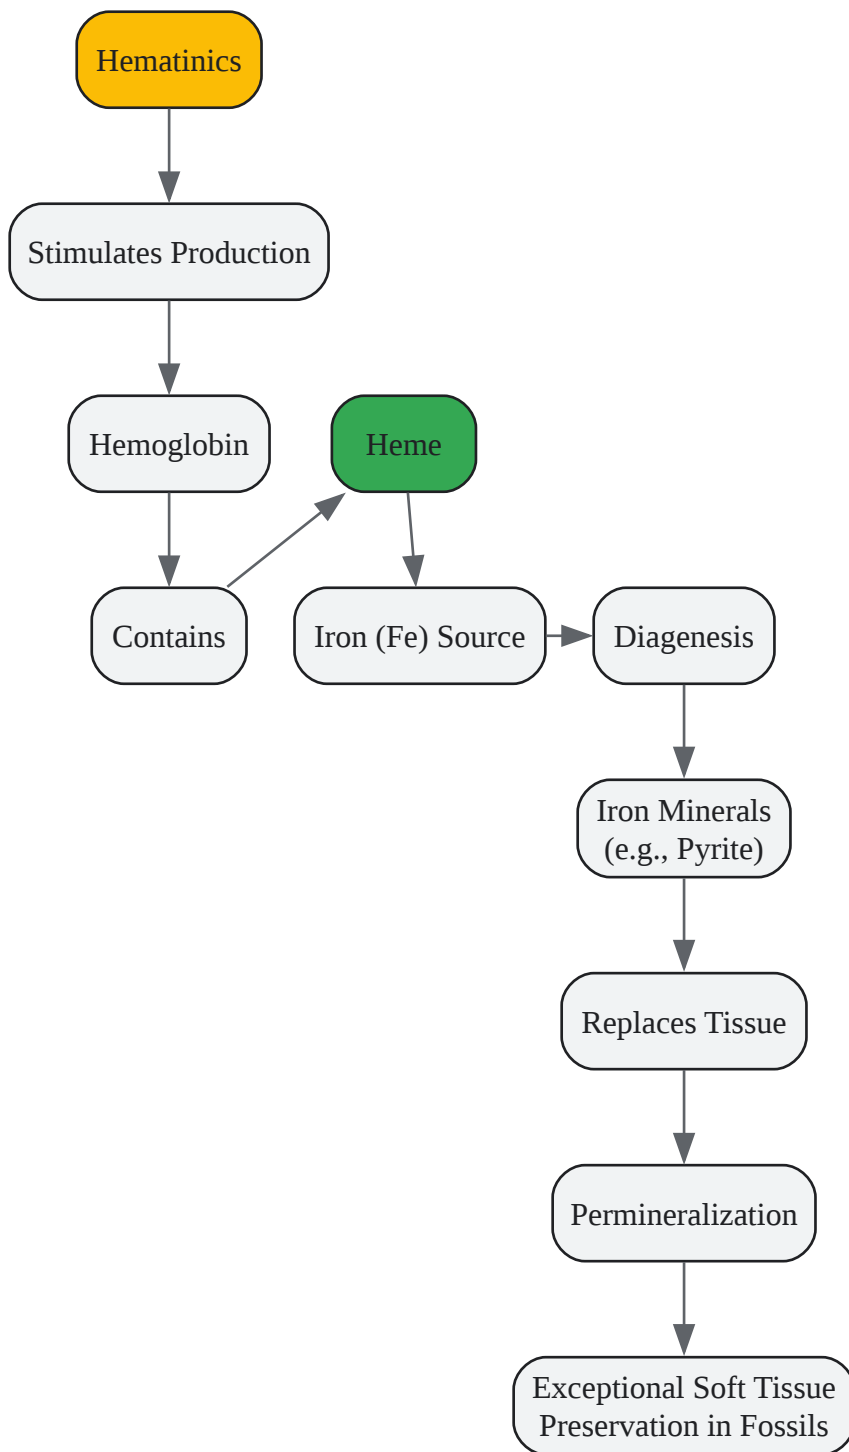 Hematinics
Stimulates Production
Hemoglobin
Heme
Contains
Iron (Fe) Source
Diagenesis
Iron Minerals
(e.g., Pyrite)
Replaces Tissue
Permineralization
Exceptional Soft Tissue
Preservation in Fossils